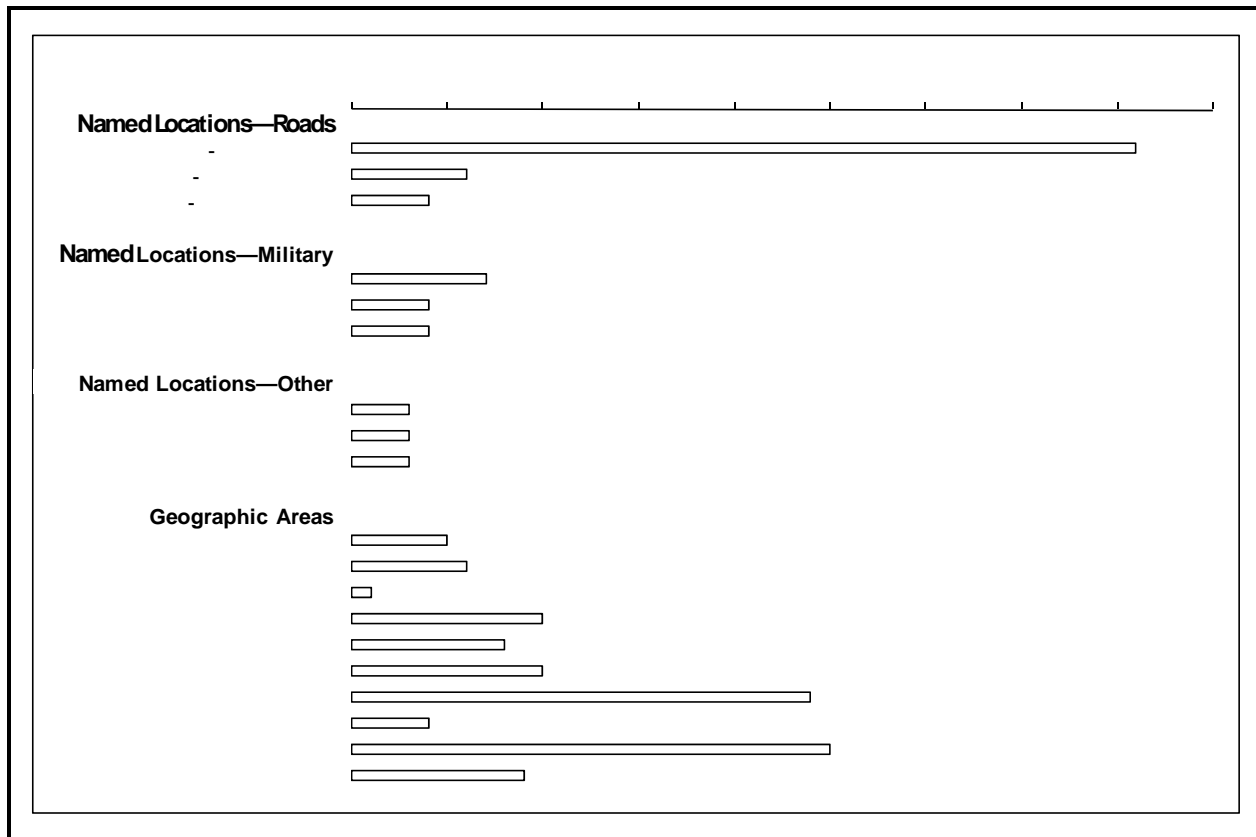 Named Locations—Roads
-
-
-
Named Locations—Military
Named Locations—Other
Geographic Areas